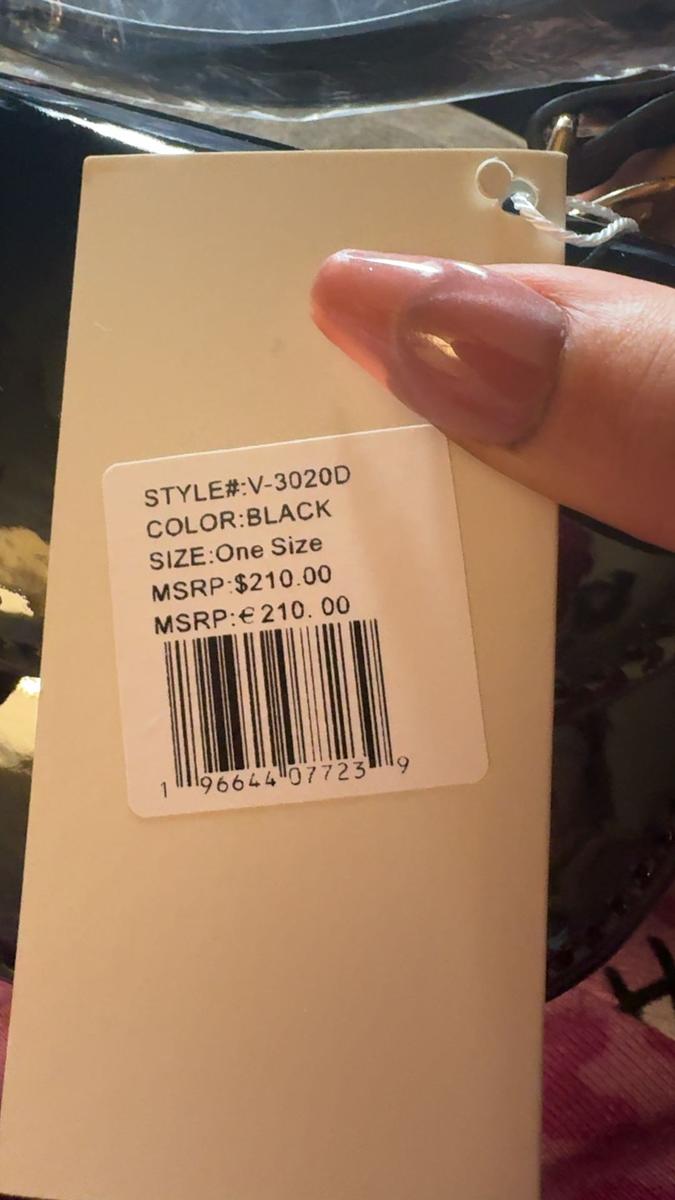 STYLE#:V-3020D
COLOR:BLACK
SIZE:One Size
MSRP:$210.00
MSRP:€210.00
1 96644 07723 9